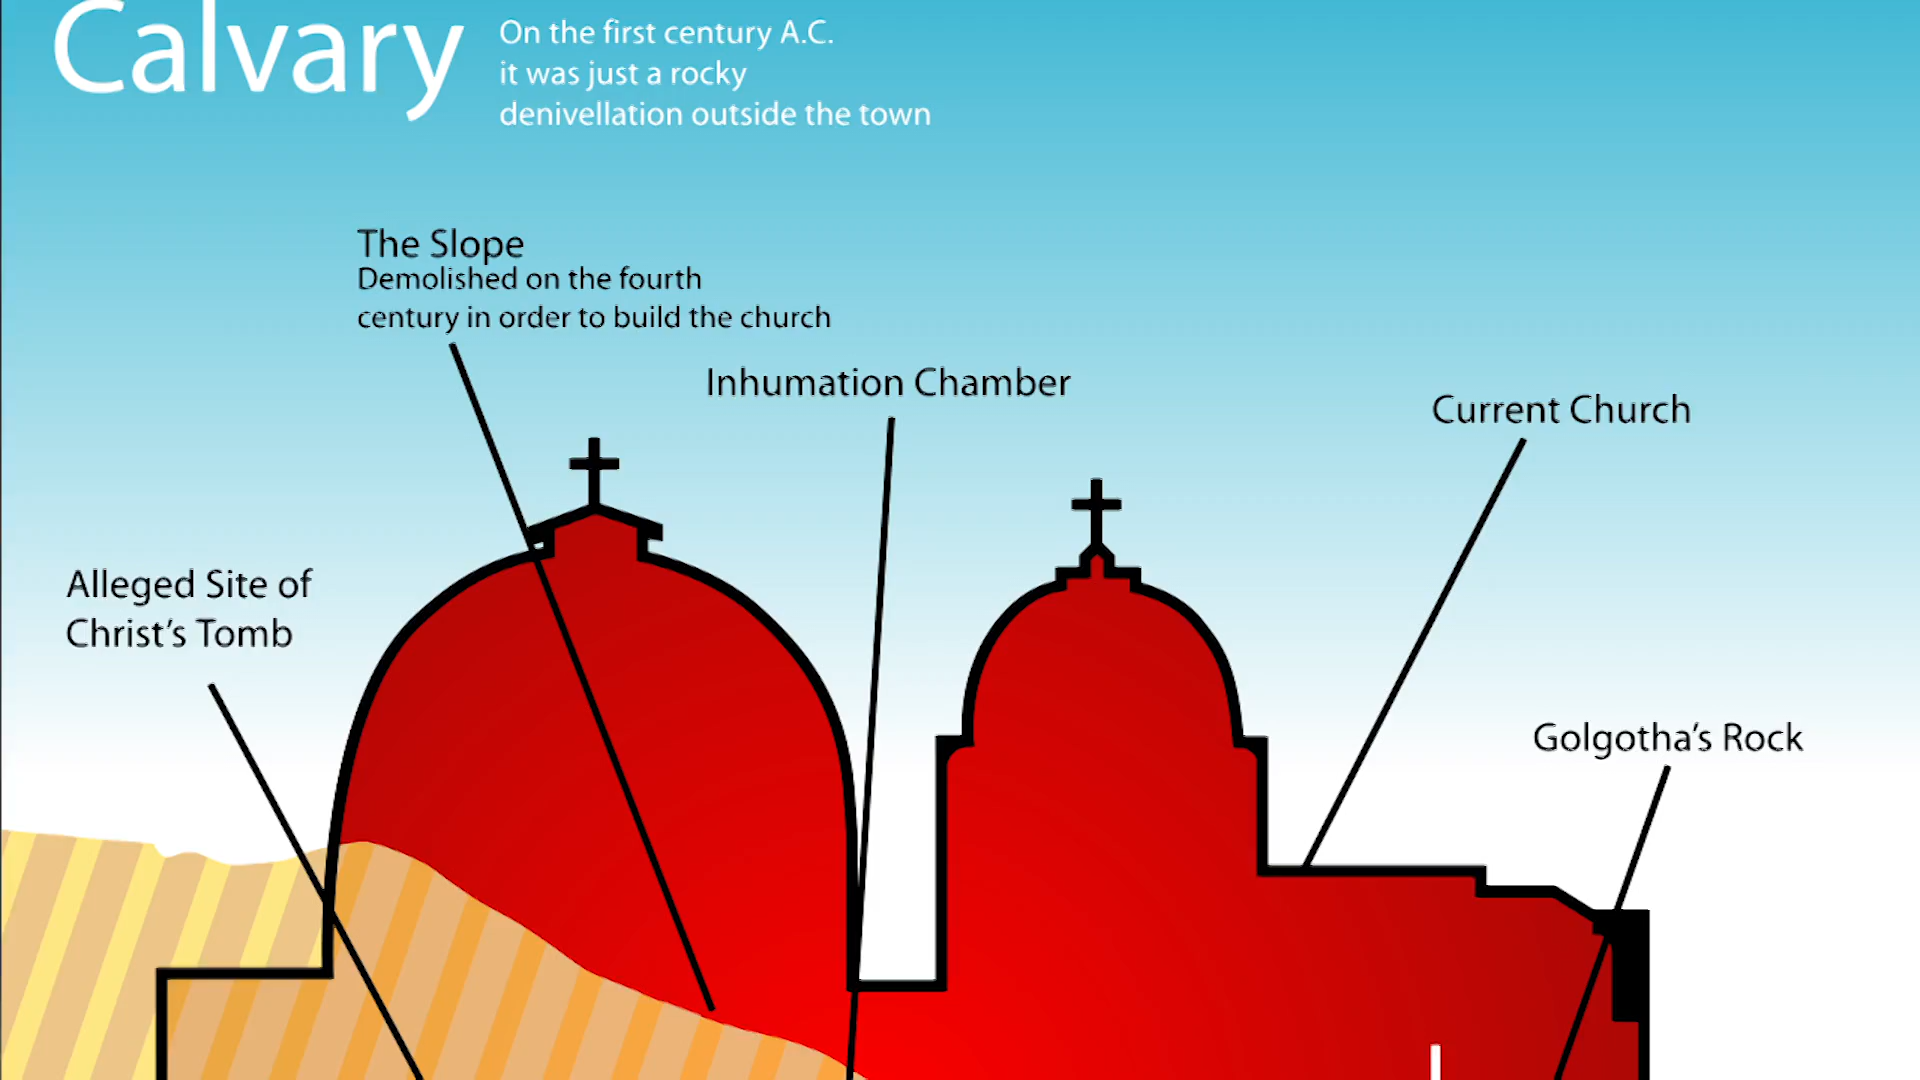 Calvary
On the first century A.C.
it was just a rocky
denivellation outside the town
The Slope
Demolished on the fourth
century in order to build the church
Inhumation Chamber
Current Church
Alleged Site of
Christ's Tomb
Golgotha's Rock